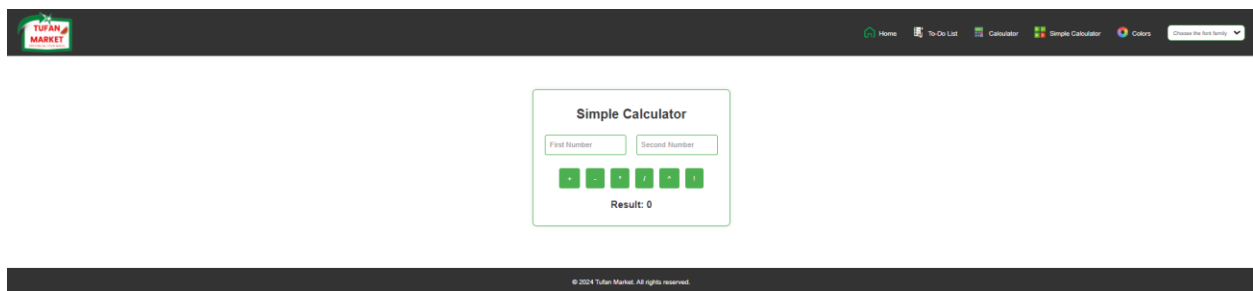 TUFAN
MARKET
Home
To-Do List
Calculator
Simple Calculator
Colors
Choose the font family
Simple Calculator
First Number
Second Number
+ - * / ^ !
Result: 0
© 2024 Tufan Market. All rights reserved.